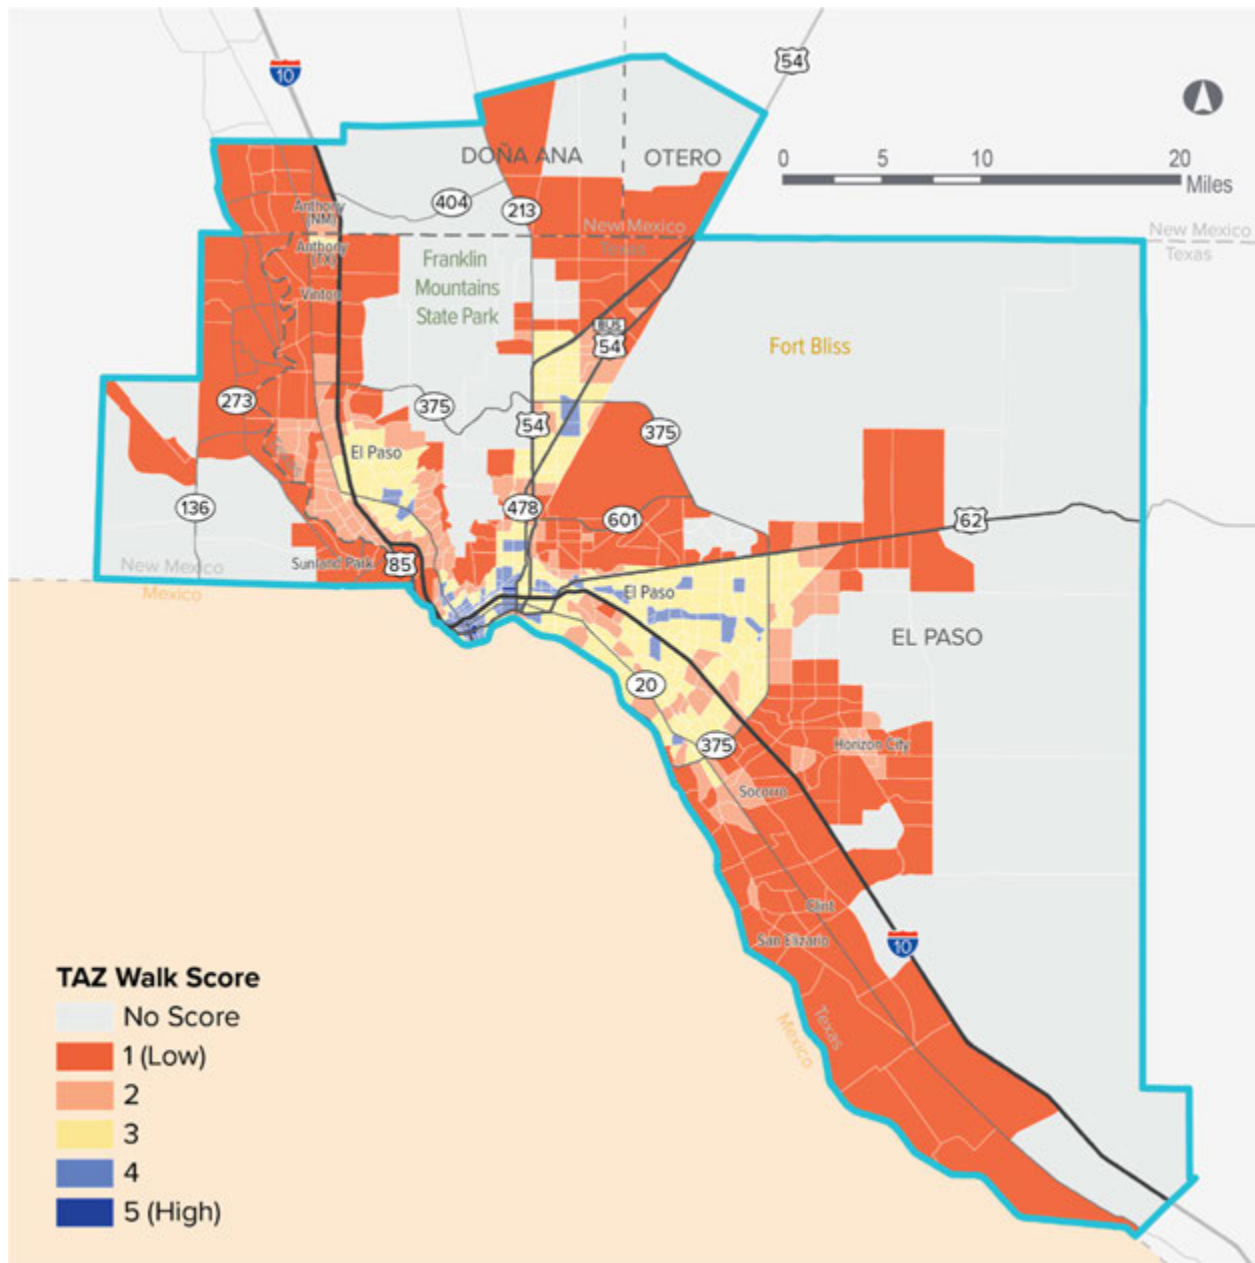 54
10
0 5 10 20
Miles
DOÑA ANA
OTERO
404
213
Anthony
(NM)
New Mexico
Texas
New Mexico
Texas
Anthony
(TX)
Franklin
Mountains
State Park
Vinton
BUS
54
Fort Bliss
273
375
54
375
El Paso
136
478
601
62
New Mexico
Mexico
Sunland Park
85
El Paso
EL PASO
20
375
Horizon City
Socorro
Clint
San Elizario
10
Texas
Mexico
TAZ Walk Score
No Score
1 (Low)
2
3
4
5 (High)